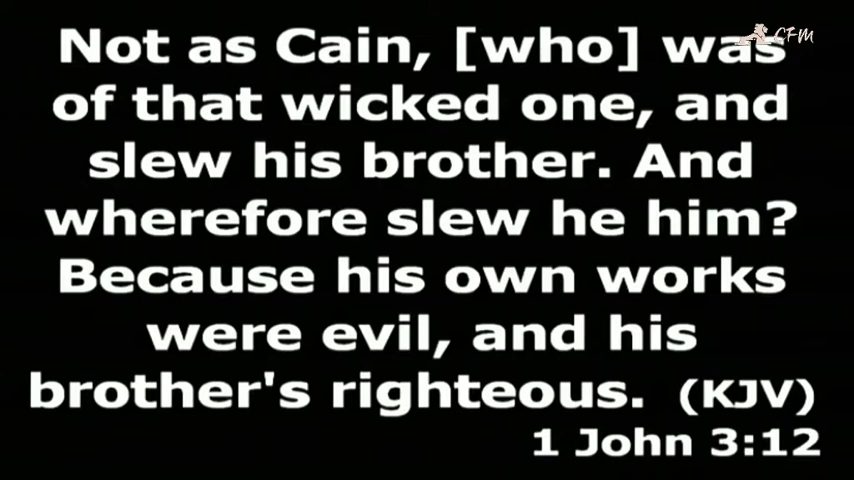 Not as Cain, [who] was
CFM
of that wicked one, and
slew his brother. And
wherefore slew he him?
Because his own works
were evil, and his
brother's righteous. (KJV)
1 John 3:12